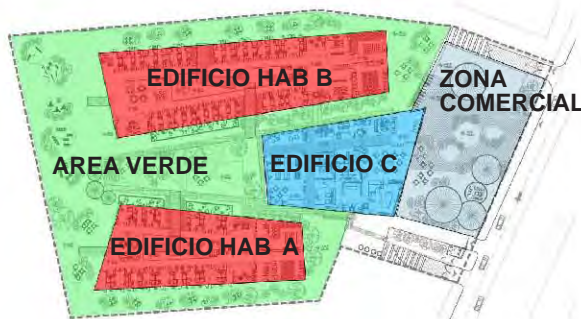 EDIFICIO HAB B
ZONA
COMERCIAL
AREA VERDE
EDIFICIO C
EDIFICIO HAB A